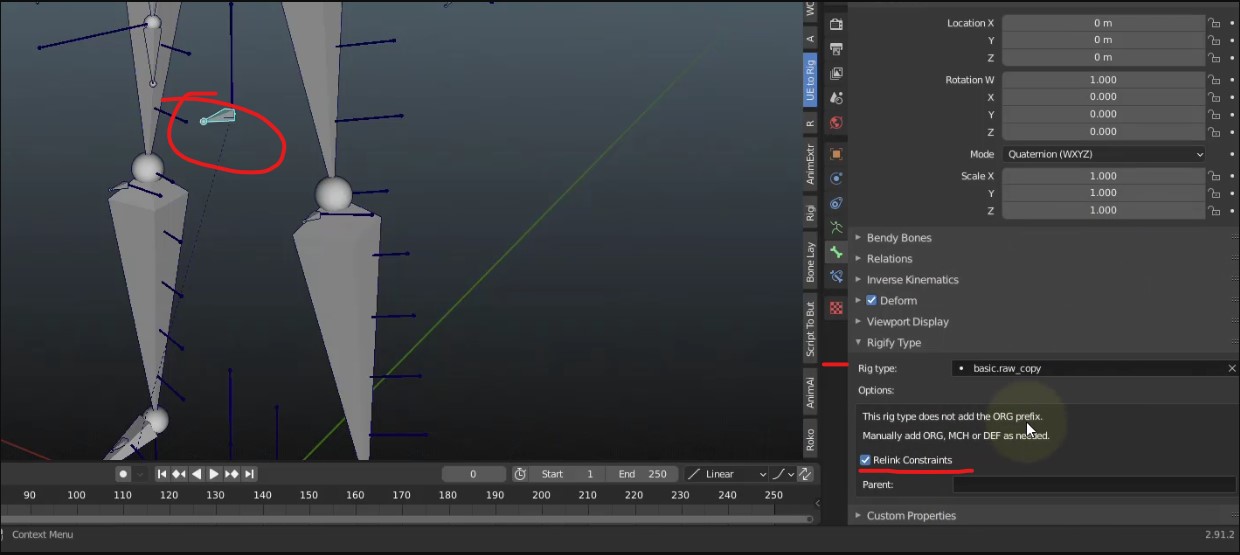 Location X 0 m
Y 0 m
Z 0 m
Rotation W 1.000
X 0.000
Y 0.000
Z 0.000
Mode Quaternion (WXYZ)
Scale X 1.000
Y 1.000
Z 1.000
Bendy Bones
Relations
Inverse Kinematics
Deform
Viewport Display
Rigify Type
Rig type: basic.raw_copy
Options:
This rig type does not add the ORG prefix.
Manually add ORG, MCH or DEF as needed.
Relink Constraints
Parent:
Custom Properties
A
UE to Rig
R
AnimExtr
Rigi
Bone Lay
Script To But
AnimAi
Roko
0 Start 1 End 250 Linear
90 100 110 120 130 140 150 160 170 180 190 200 210 220 230 240 250
Context Menu 2.91.2